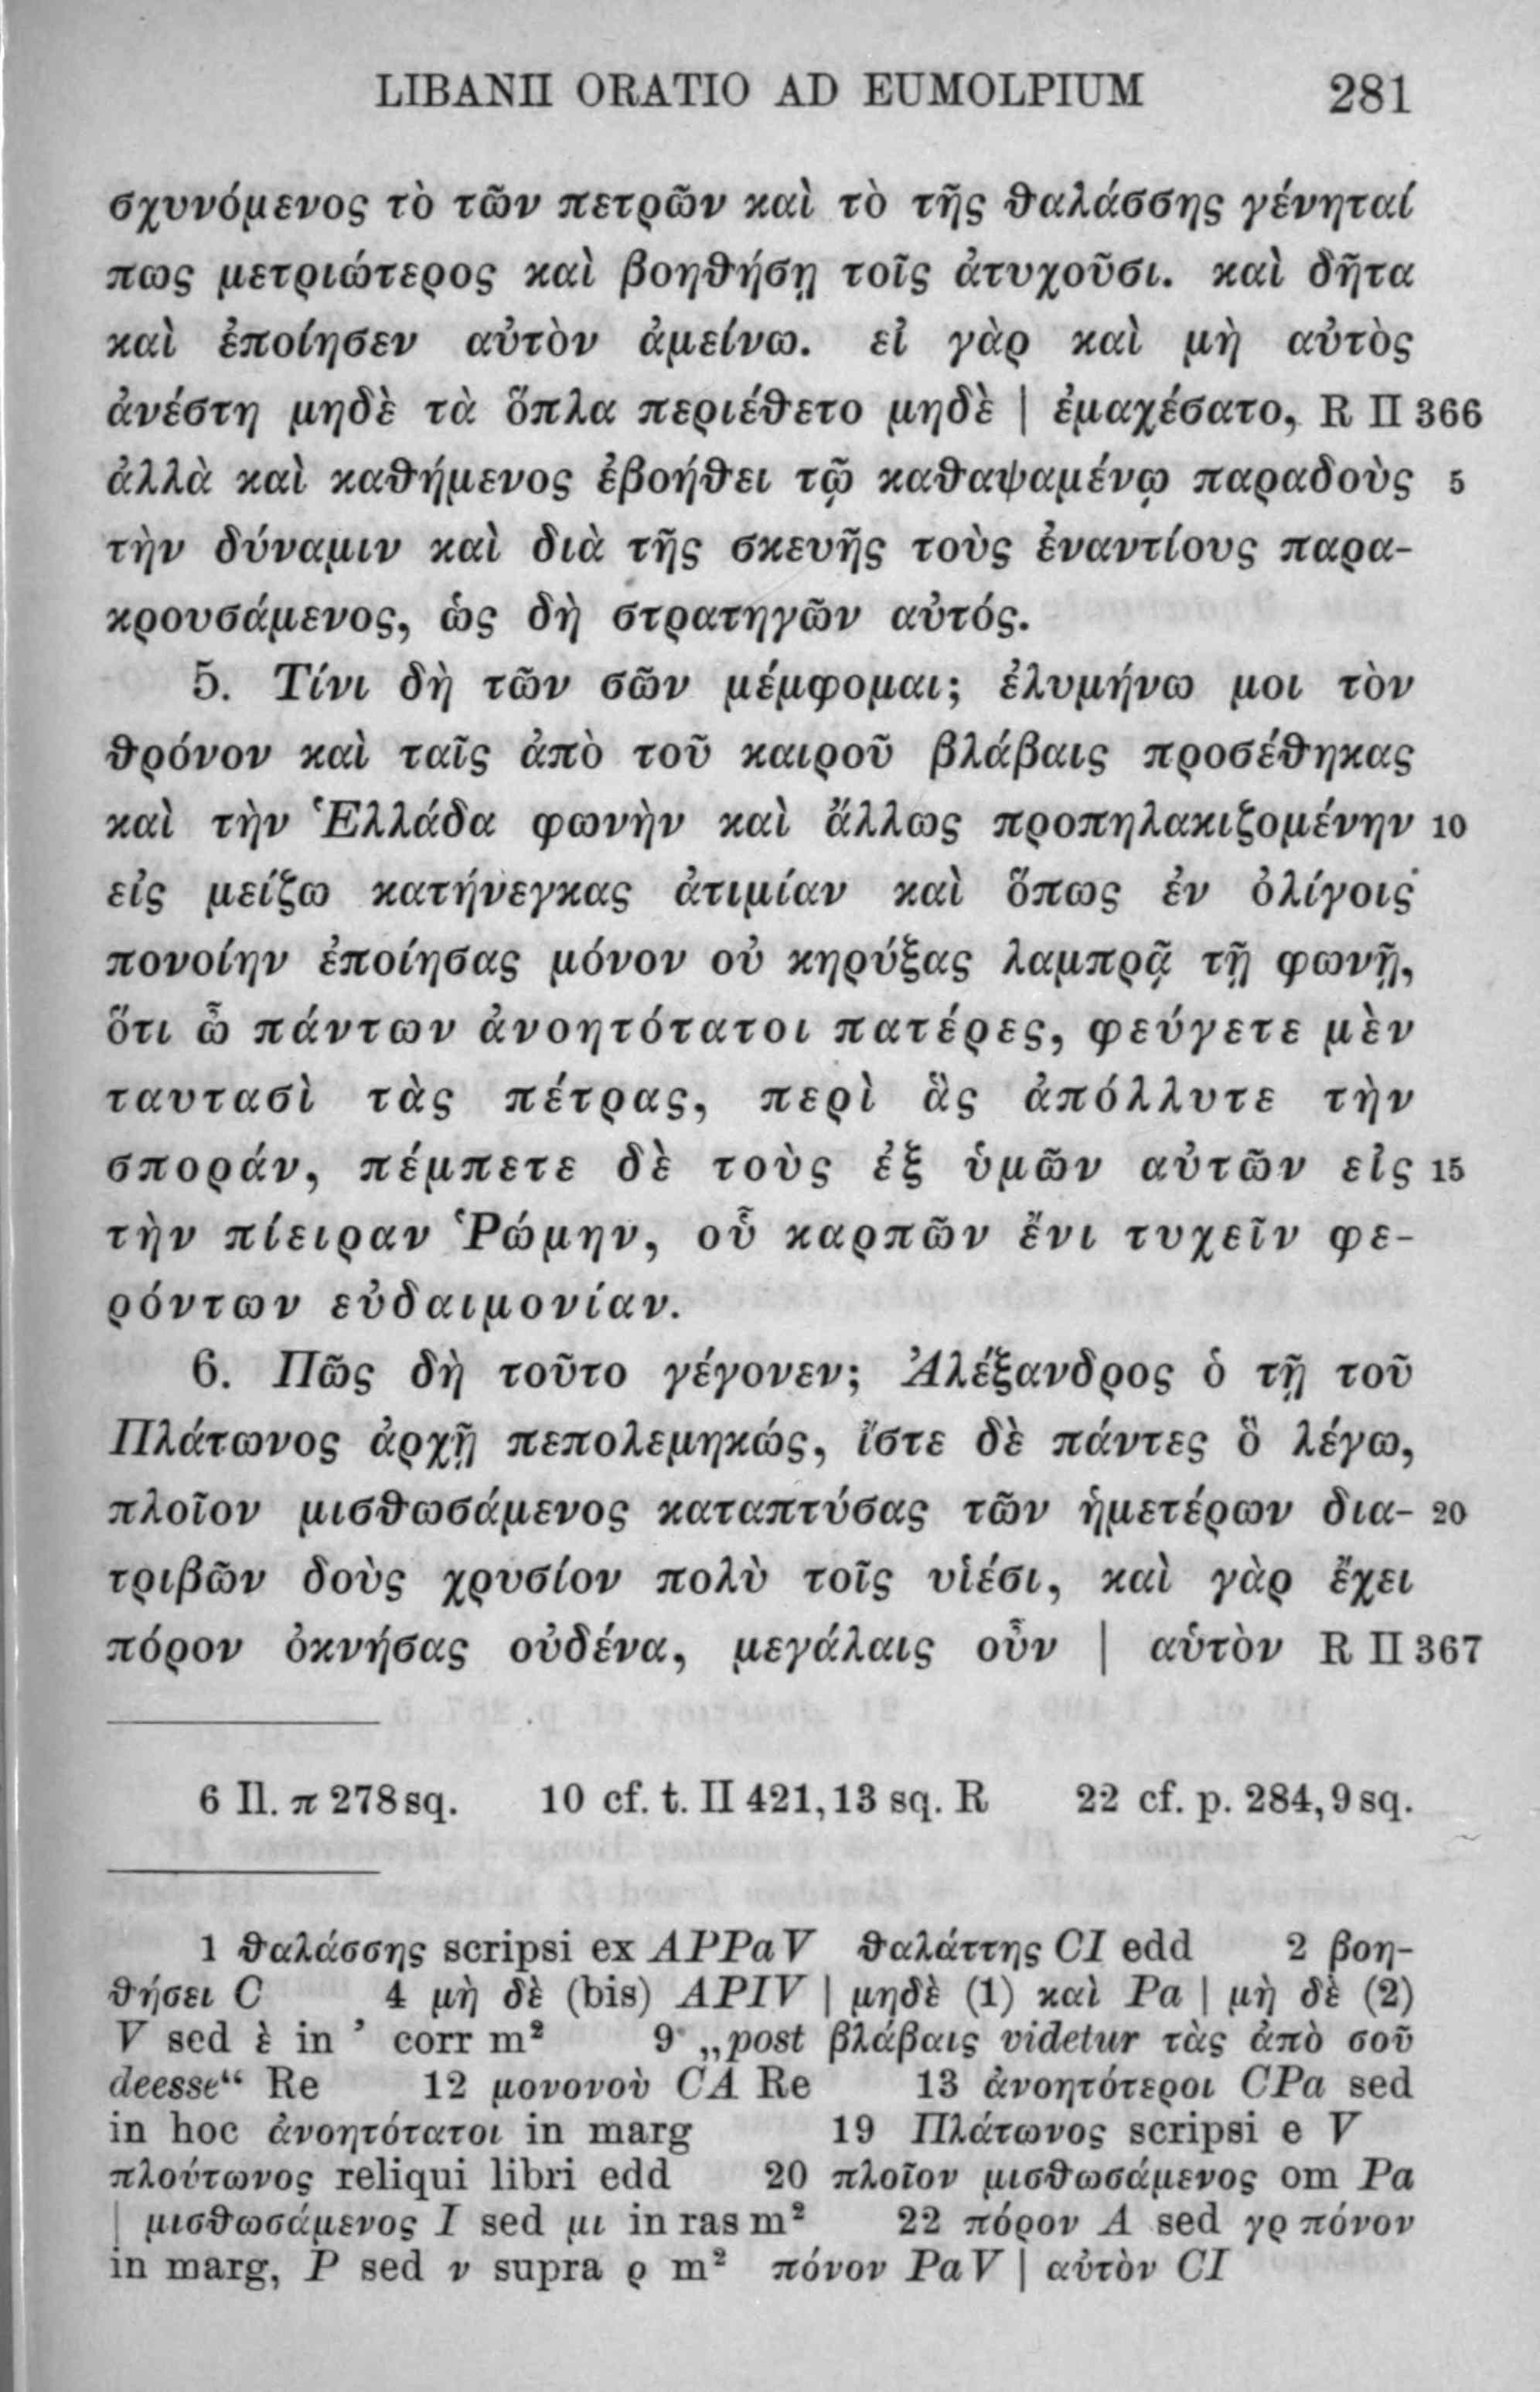 LIBANII ORATIO AD EUMOLPIUM 281
σχυνόμενος τὸ τῶν πετρῶν καὶ τὸ τῆς θαλάσσης γένηταί
πως μετριώτερος καὶ βοηθήσῃ τοῖς ἀτυχοῦσι. καὶ δῆτα
καὶ ἐποίησεν αὐτὸν ἀμείνω. εἰ γὰρ καὶ μὴ αὐτὸς
ἀνέστη μηδὲ τὰ ὅπλα περιέθετο μηδὲ | ἐμαχέσατο, R II 366
ἀλλὰ καὶ καθήμενος ἐβοήθει τῷ καθαψαμένῳ παραδοὺς 5
τὴν δύναμιν καὶ διὰ τῆς σκευῆς τοὺς ἐναντίους παρα-
κρουσάμενος, ὡς δὴ στρατηγῶν αὐτός.
5. Τίνι δὴ τῶν σῶν μέμφομαι; ἐλυμήνω μοι τὸν
θρόνον καὶ ταῖς ἀπὸ τοῦ καιροῦ βλάβαις προσέθηκας
καὶ τὴν Ἑλλάδα φωνὴν καὶ ἄλλως προπηλακιζομένην 10
εἰς μείζω κατήνεγκας ἀτιμίαν καὶ ὅπως ἐν ὀλίγοις
πονοίην ἐποίησας μόνον οὐ κηρύξας λαμπρᾷ τῇ φωνῇ,
ὅτι ὦ πάντων ἀνοητότατοι πατέρες, φεύγετε μὲν
ταυτασὶ τὰς πέτρας, περὶ ἃς ἀπόλλυτε τὴν
σποράν, πέμπετε δὲ τοὺς ἐξ ὑμῶν αὐτῶν εἰς 15
τὴν πίειραν Ῥώμην, οὗ καρπῶν ἔνι τυχεῖν φε-
ρόντων εὐδαιμονίαν.
6. Πῶς δὴ τοῦτο γέγονεν; Ἀλέξανδρος ὁ τῇ τοῦ
Πλάτωνος ἀρχῇ πεπολεμηκώς, ἴστε δὲ πάντες ὃ λέγω,
πλοῖον μισθωσάμενος καταπτύσας τῶν ἡμετέρων δια- 20
τριβῶν δοὺς χρυσίον πολὺ τοῖς υἱέσι, καὶ γὰρ ἔχει
πόρον ὀκνήσας οὐδένα, μεγάλαις οὖν | αὑτὸν R II 367
6 Il. π 278 sq. 10 cf. t. II 421, 13 sq. R 22 cf. p. 284, 9 sq.
1 θαλάσσης scripsi ex APPaV θαλάττης CI edd 2 βοη-
θήσει C 4 μὴ δὲ (bis) APIV | μηδὲ (1) καὶ Pa | μὴ δὲ (2)
V sed ὲ in ’ corr m² 9 „post βλάβαις videtur τὰς ἀπὸ σοῦ
deesse“ Re 12 μονονοὺ CA Re 13 ἀνοητότεροι CPa sed
in hoc ἀνοητότατοι in marg 19 Πλάτωνος scripsi e V
πλούτωνος reliqui libri edd 20 πλοῖον μισθωσάμενος om Pa
| μισθωσάμενος I sed μι in ras m² 22 πόρον A sed γρ πόνον
in marg, P sed ν supra ρ m² πόνον PaV | αὐτὸν CI